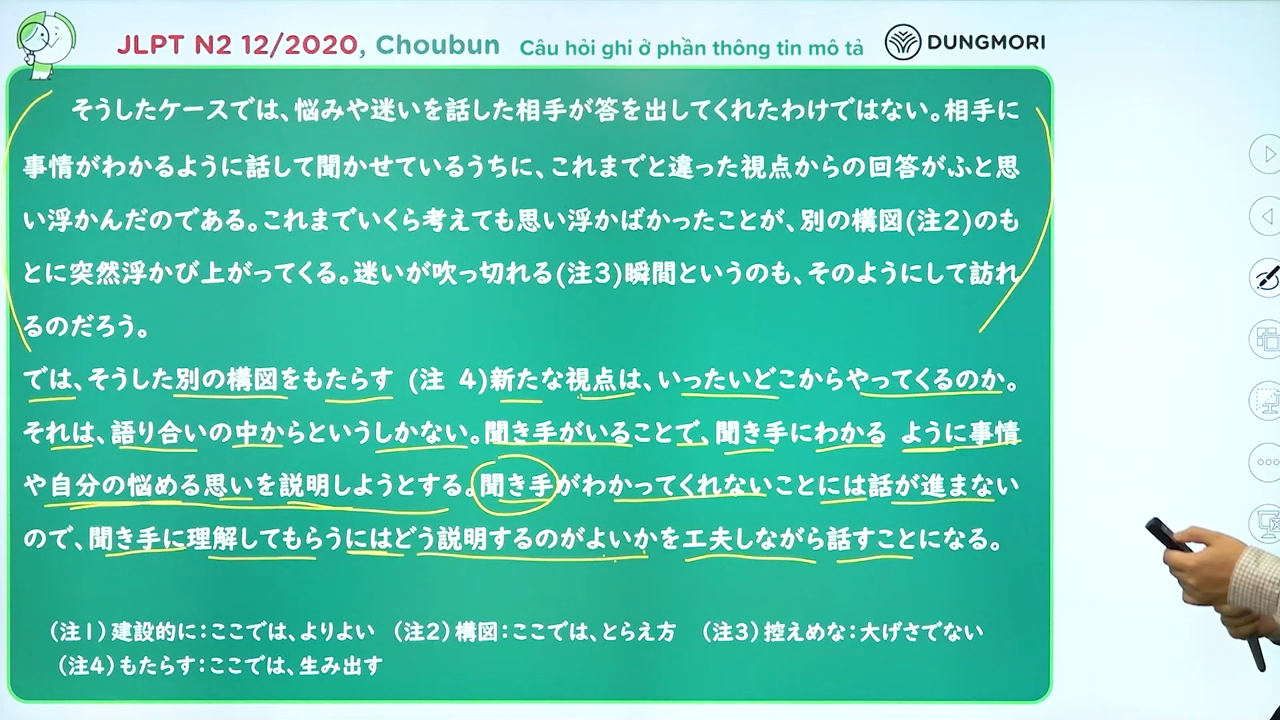 JLPT N2 12/2020, Choubun Câu hỏi ghi ở phần thông tin mô tả DUNGMORI
そうしたケースでは、悩みや迷いを話した相手が答を出してくれたわけではない。相手に
事情がわかるように話して聞かせているうちに、これまでと違った視点からの回答がふと思
い浮かんだのである。これまでいくら考えても思い浮かばかったことが、別の構図(注2)のも
とに突然浮かび上がってくる。迷いが吹っ切れる(注3)瞬間というのも、そのようにして訪れ
るのだろう。
では、そうした別の構図をもたらす (注 4)新たな視点は、いったいどこからやってくるのか。
それは、語り合いの中からというしかない。聞き手がいることで、聞き手にわかる ように事情
や自分の悩める思いを説明しようとする。聞き手がわかってくれないことには話が進まない
ので、聞き手に理解してもらうにはどう説明するのがよいかを工夫しながら話すことになる。
(注1)建設的に:ここでは、よりよい (注2)構図:ここでは、とらえ方 (注3)控えめな:大げさでない
(注4)もたらす:ここでは、生み出す